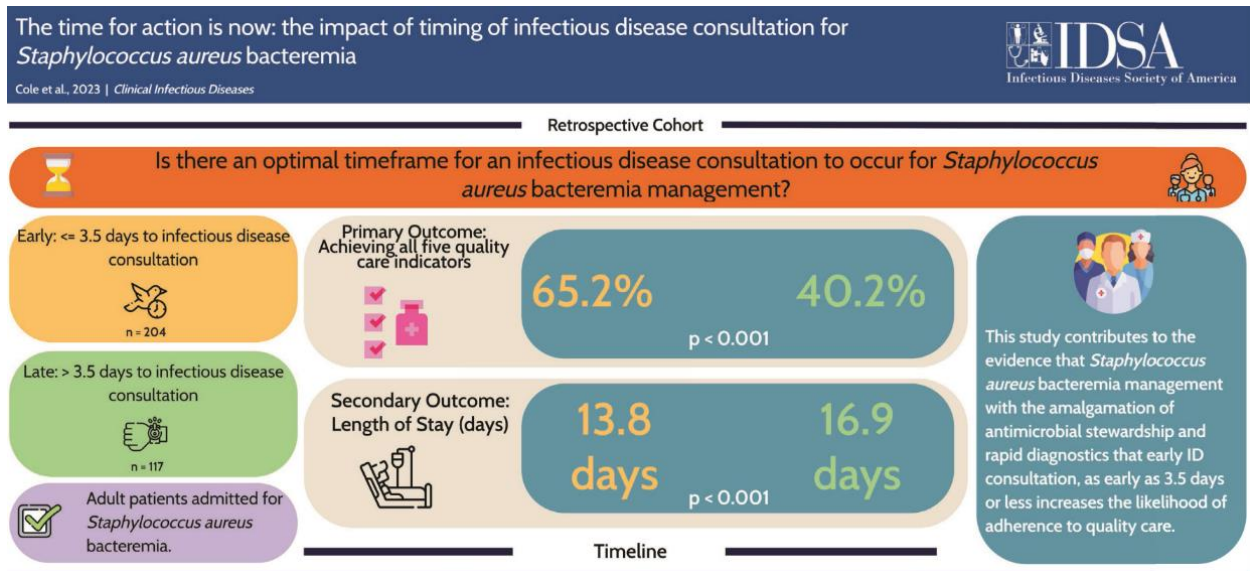 The time for action is now: the impact of timing of infectious disease consultation for
Staphylococcus aureus bacteremia
Cole et al., 2023 | Clinical Infectious Diseases
IDSA
Infectious Diseases Society of America
Retrospective Cohort
Is there an optimal timeframe for an infectious disease consultation to occur for Staphylococcus
aureus bacteremia management?
Early: <= 3.5 days to infectious disease
consultation
n = 204
Late: > 3.5 days to infectious disease
consultation
n = 117
Adult patients admitted for
Staphylococcus aureus
bacteremia.
Primary Outcome:
Achieving all five quality
care indicators
65.2%
40.2%
p < 0.001
Secondary Outcome:
Length of Stay (days)
13.8
days
16.9
days
p < 0.001
Timeline
This study contributes to the
evidence that Staphylococcus
aureus bacteremia management
with the amalgamation of
antimicrobial stewardship and
rapid diagnostics that early ID
consultation, as early as 3.5 days
or less increases the likelihood of
adherence to quality care.